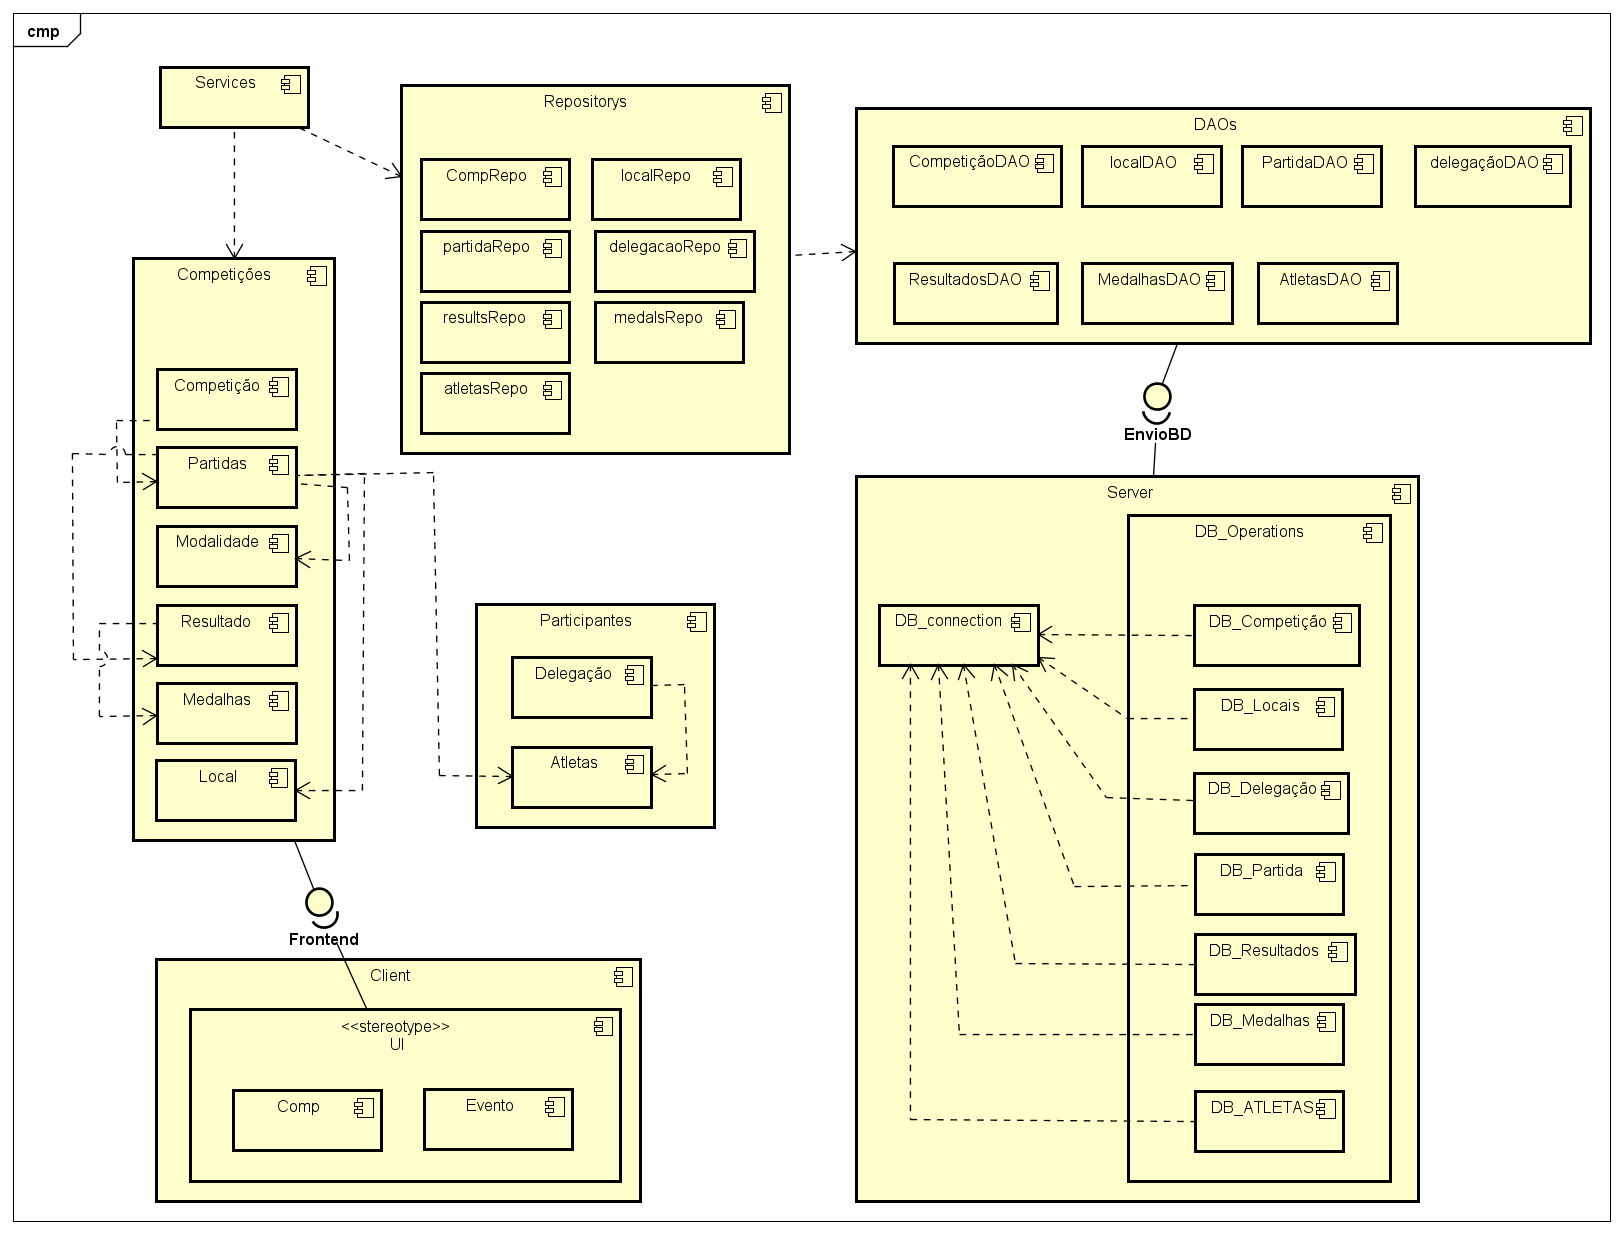 cmp
Services
Repositorys
CompRepo
localRepo
partidaRepo
delegacaoRepo
resultsRepo
medalsRepo
atletasRepo
DAOs
CompetiçãoDAO
localDAO
PartidaDAO
delegaçãoDAO
ResultadosDAO
MedalhasDAO
AtletasDAO
EnvioBD
Competições
Competição
Partidas
Modalidade
Resultado
Medalhas
Local
Participantes
Delegação
Atletas
Server
DB_Operations
DB_connection
DB_Competição
DB_Locais
DB_Delegação
DB_Partida
DB_Resultados
DB_Medalhas
DB_ATLETAS
Frontend
Client
<<stereotype>>
UI
Comp
Evento